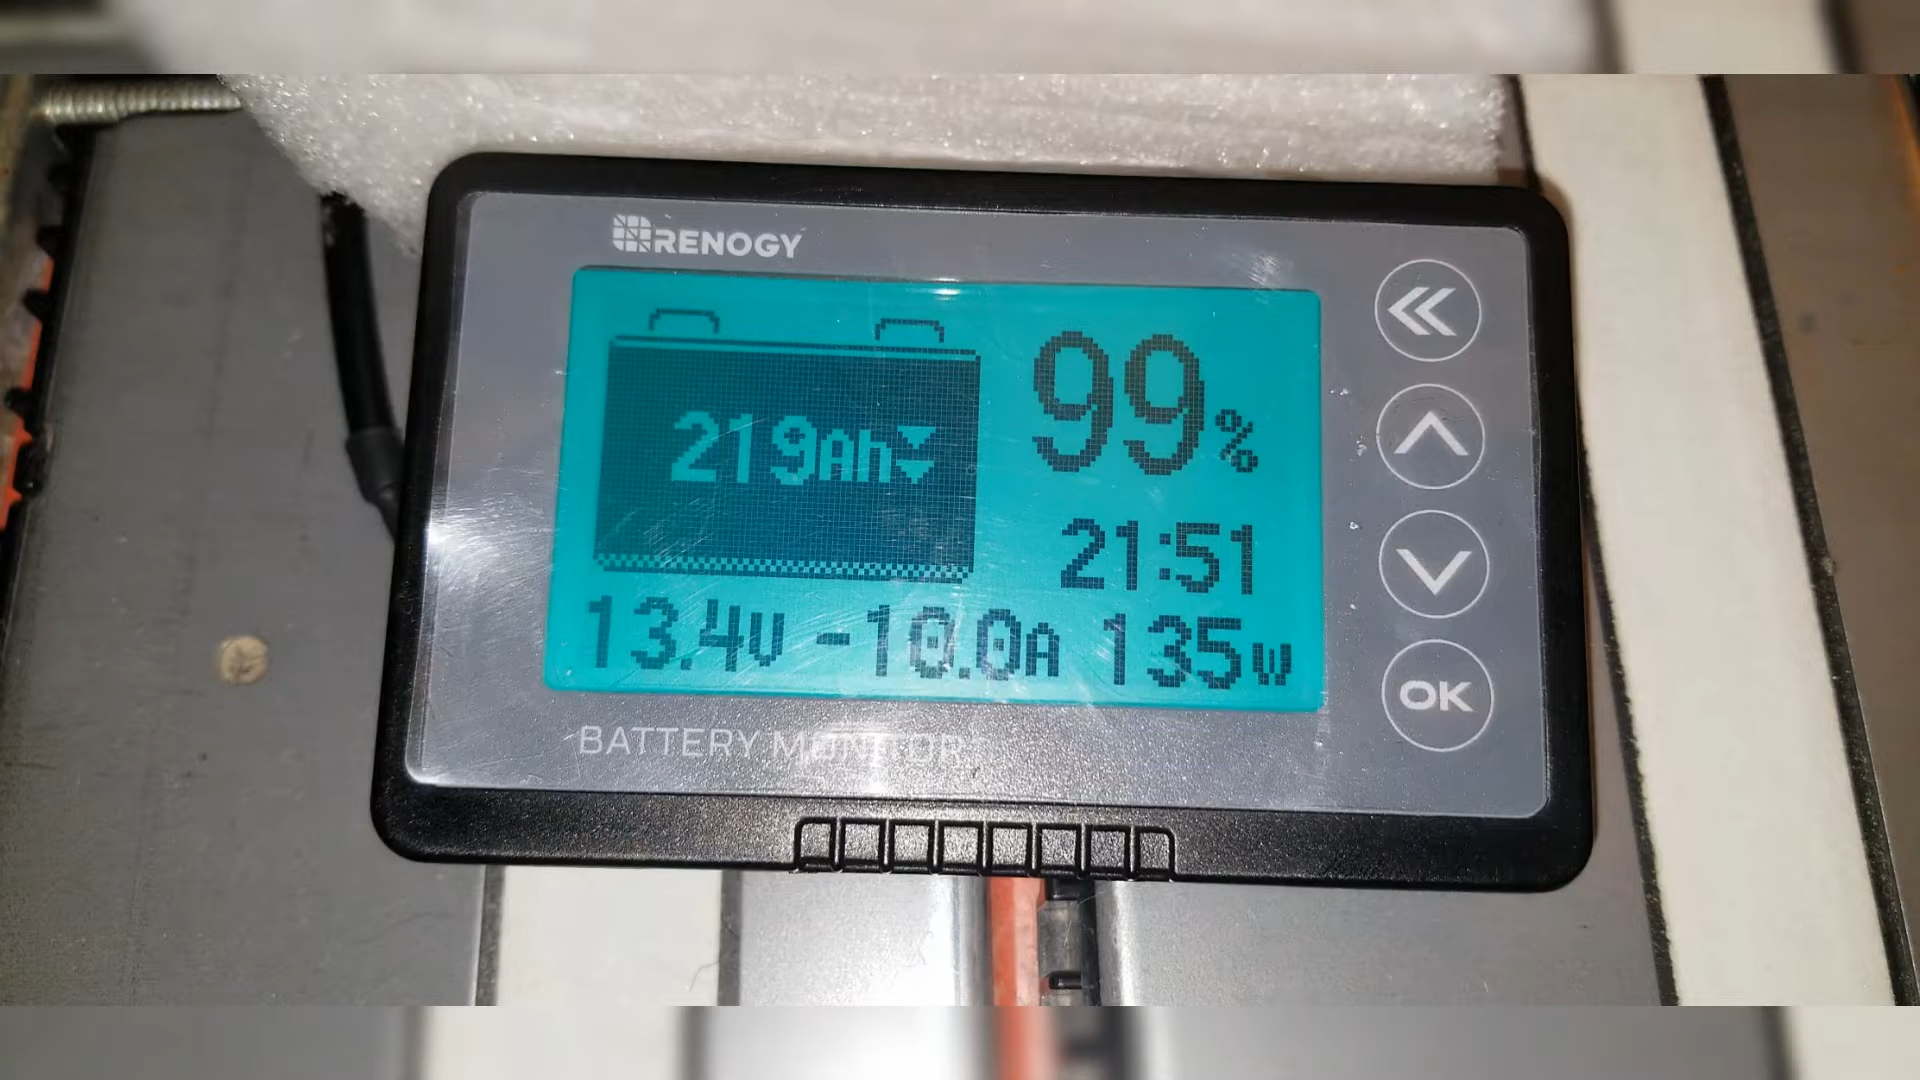 RENOGY
219Ah
99%
21:51
13.4V -10.0A 135W
BATTERY MONITOR
OK